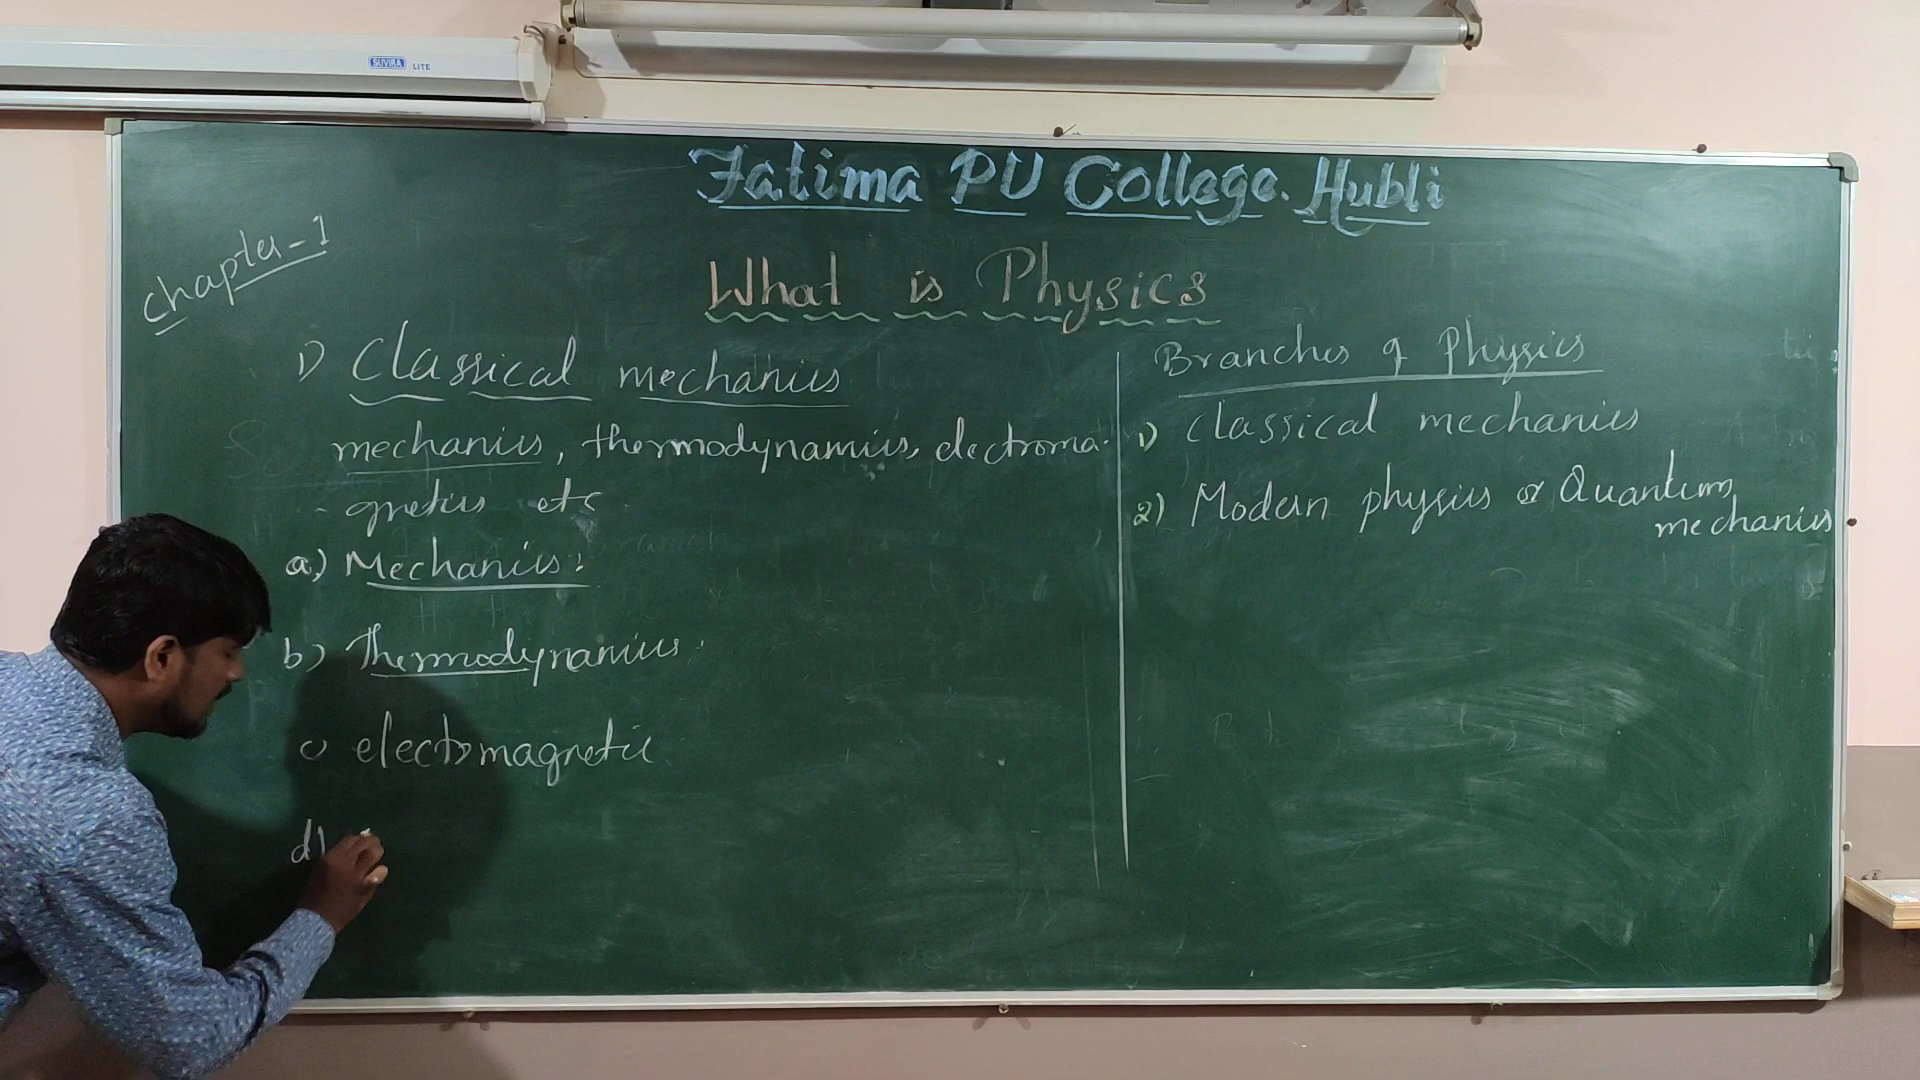 SUVIRA LITE
Fatima PU College. Hubli
Chapter-1
What is Physics
1) Classical mechanics
mechanics, thermodynamics, electroma-
-gnetics etc
a) Mechanics:
b) Thermodynamics.
c) electromagnetic
d)
Branches of Physics
1) Classical mechanics
2) Modern physics or Quantum
mechanics